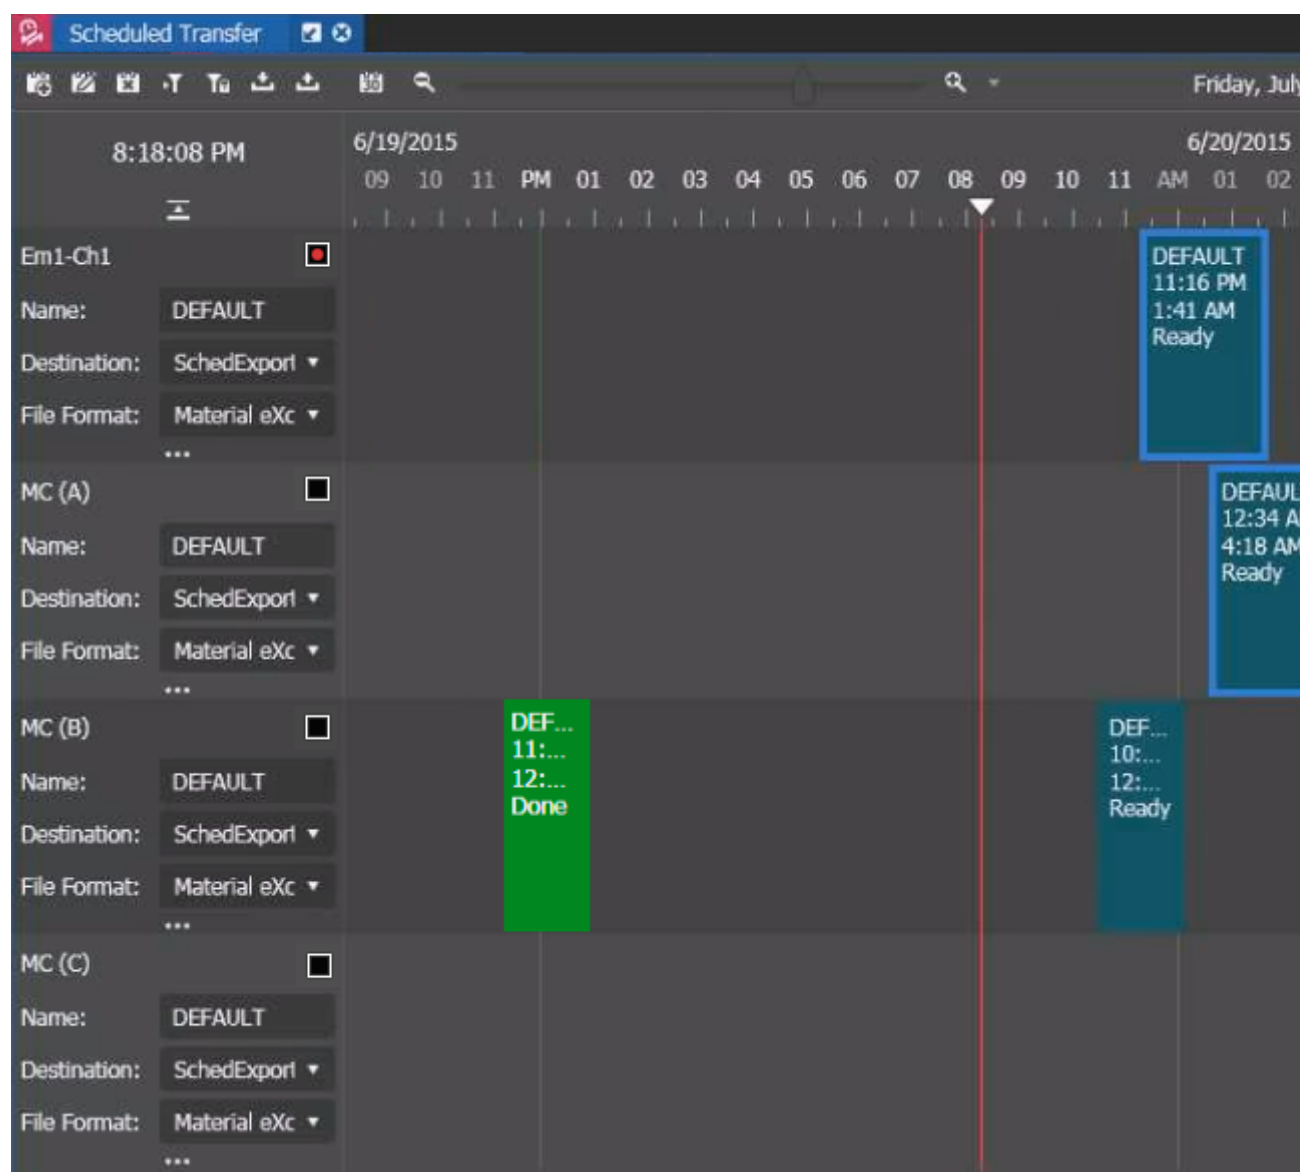 Scheduled Transfer
Friday, July
8:18:08 PM
6/19/2015 6/20/2015
09 10 11 PM 01 02 03 04 05 06 07 08 09 10 11 AM 01 02
Em1-Ch1
Name: DEFAULT
Destination: SchedExport
File Format: Material eXc
...
DEFAULT
11:16 PM
1:41 AM
Ready
MC (A)
Name: DEFAULT
Destination: SchedExport
File Format: Material eXc
...
DEFAUL
12:34 A
4:18 AM
Ready
MC (B)
Name: DEFAULT
Destination: SchedExport
File Format: Material eXc
...
DEF...
11:...
12:...
Done
DEF...
10:...
12:...
Ready
MC (C)
Name: DEFAULT
Destination: SchedExport
File Format: Material eXc
...